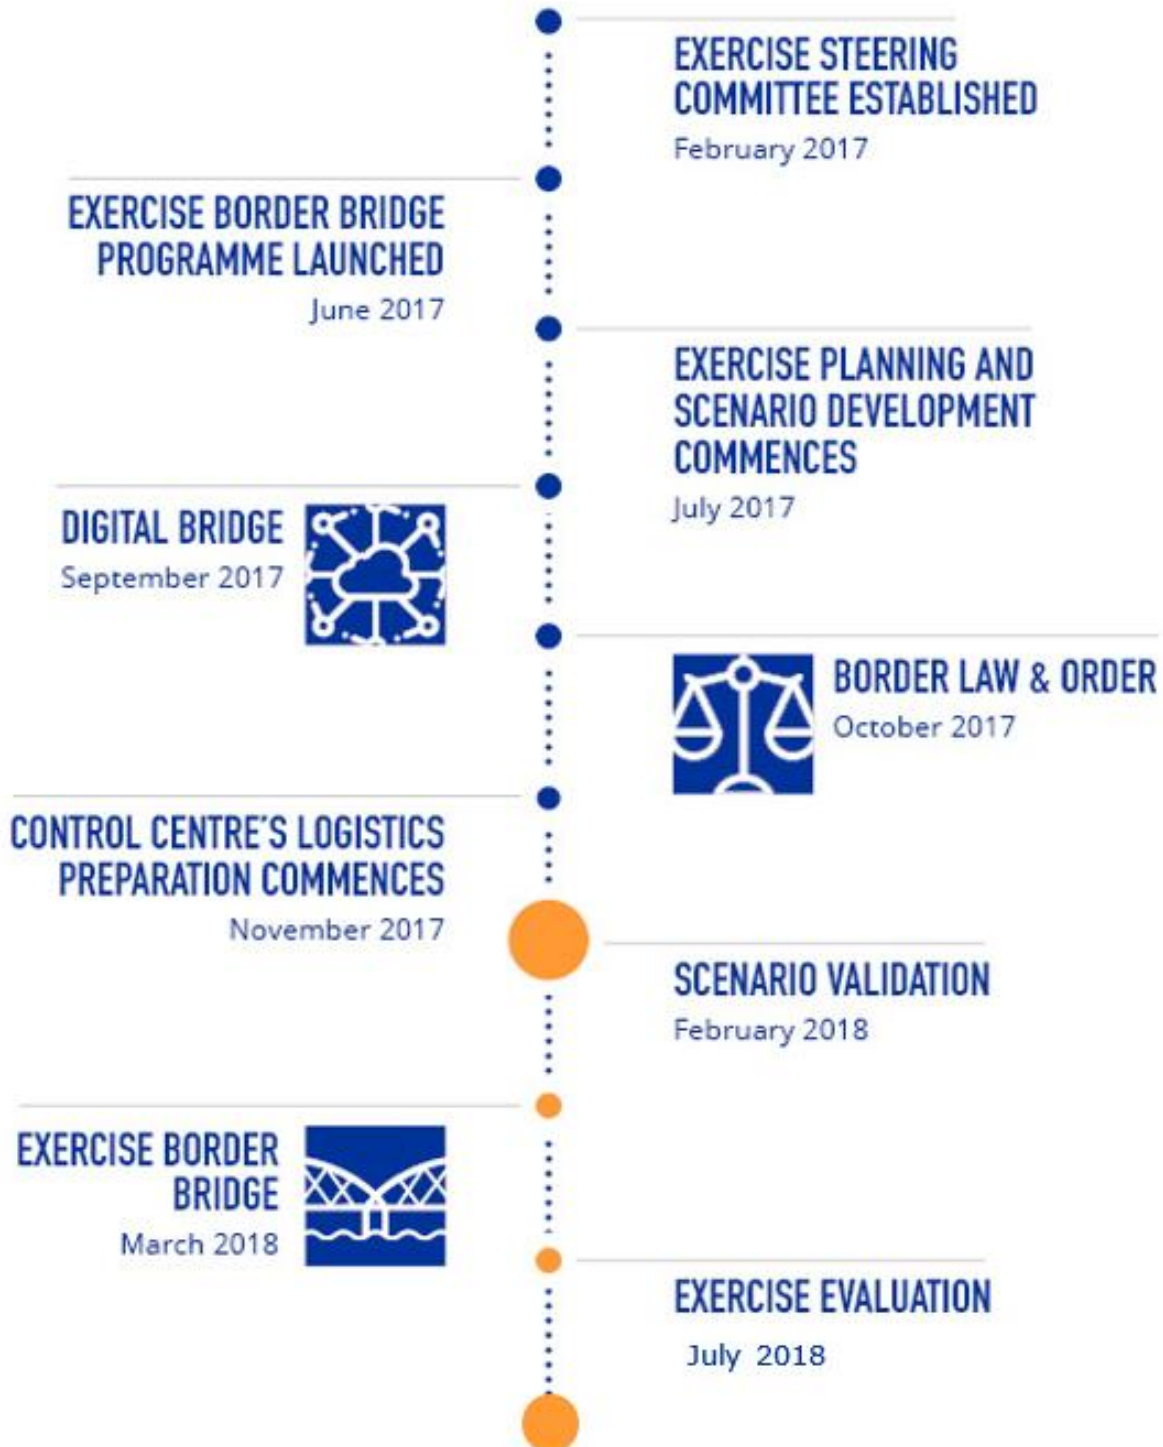 EXERCISE STEERING
COMMITTEE ESTABLISHED
February 2017
EXERCISE BORDER BRIDGE
PROGRAMME LAUNCHED
June 2017
EXERCISE PLANNING AND
SCENARIO DEVELOPMENT
COMMENCES
July 2017
DIGITAL BRIDGE
September 2017
BORDER LAW & ORDER
October 2017
CONTROL CENTRE'S LOGISTICS
PREPARATION COMMENCES
November 2017
SCENARIO VALIDATION
February 2018
EXERCISE BORDER
BRIDGE
March 2018
EXERCISE EVALUATION
July 2018